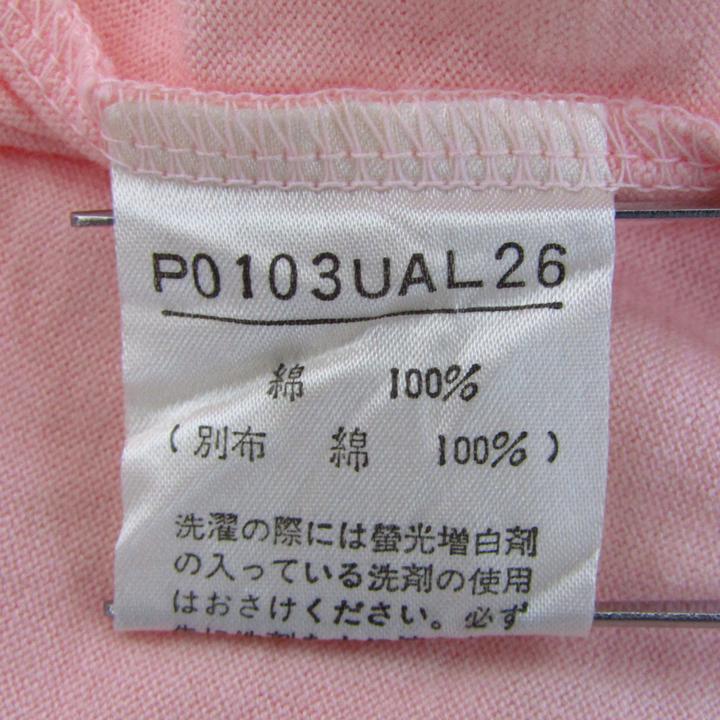 P0103UAL26
綿 100%
(別布 綿 100%)
洗濯の際には螢光増白剤
の入っている洗剤の使用
はおさけください。必ず